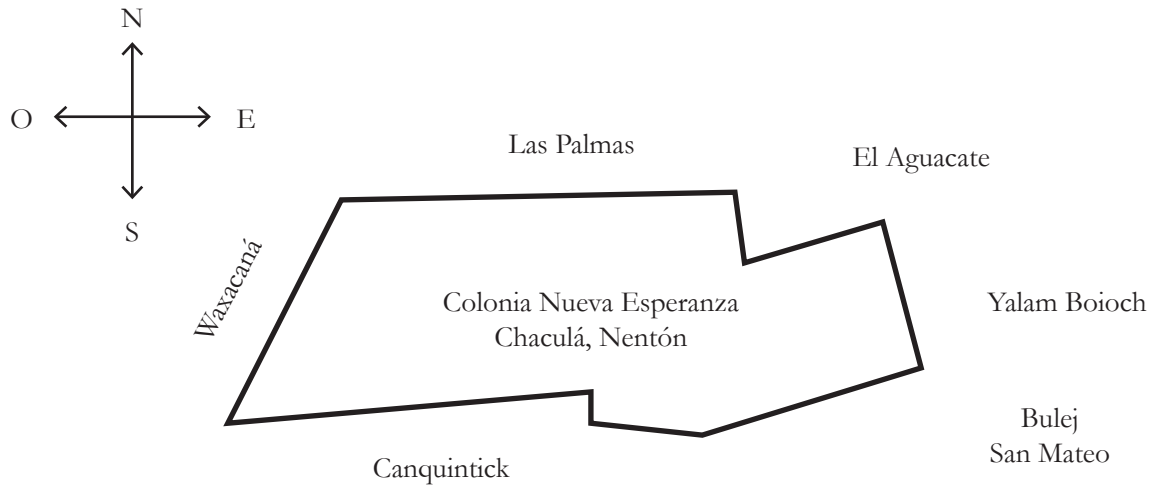 N
O
E
S
Las Palmas
El Aguacate
Waxacaná
Colonia Nueva Esperanza
Chaculá, Nentón
Yalam Boioch
Bulej
San Mateo
Canquintick